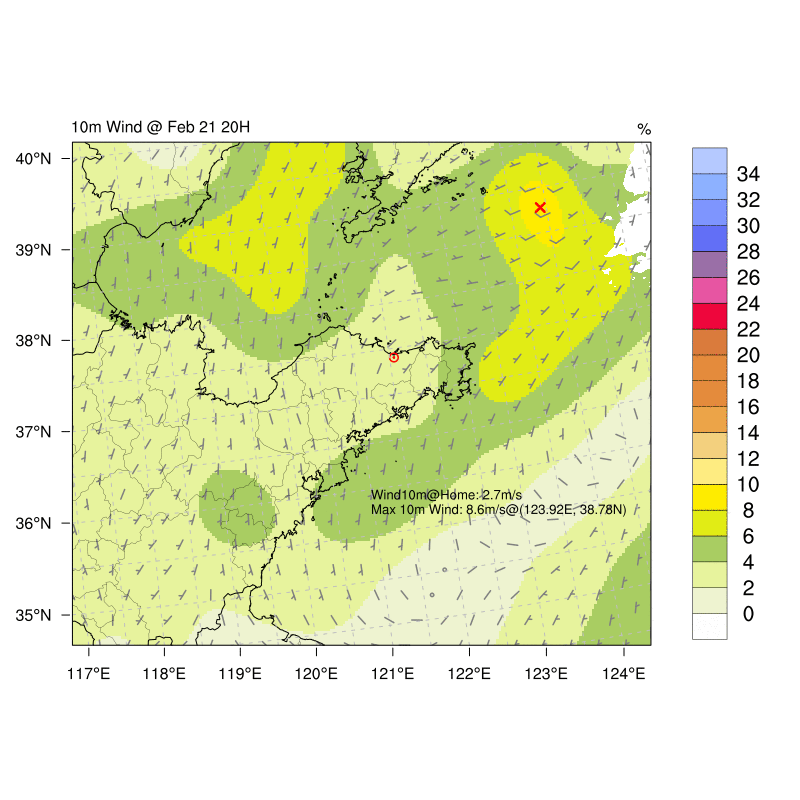 10m Wind @ Feb 21 20H
%
40°N
39°N
38°N
37°N
36°N
35°N
117°E 118°E 119°E 120°E 121°E 122°E 123°E 124°E
Wind10m@Home: 2.7m/s
Max 10m Wind: 8.6m/s@(123.92E, 38.78N)
34
32
30
28
26
24
22
20
18
16
14
12
10
8
6
4
2
0